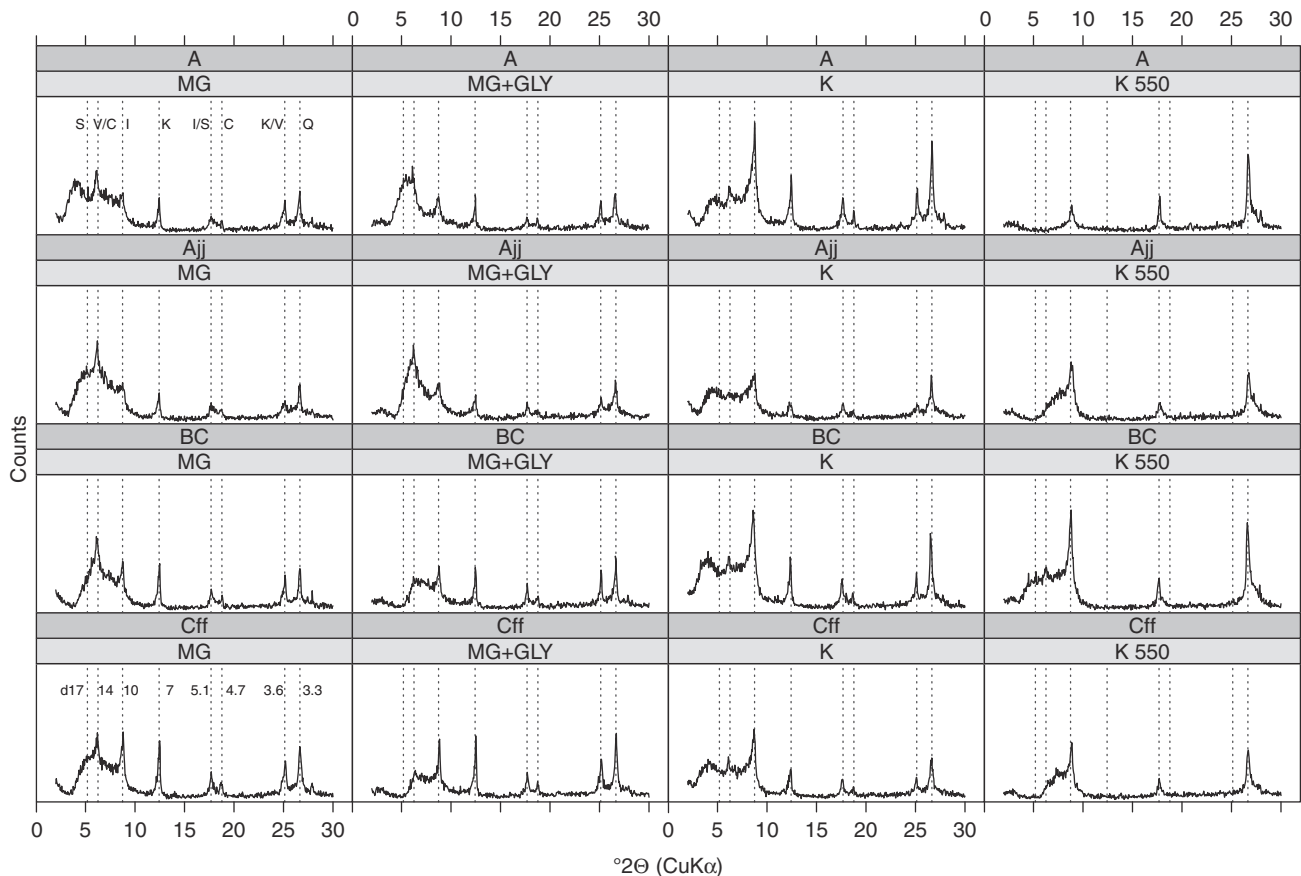 0 5 10 15 20 25 30 0 5 10 15 20 25 30
A A A A
MG MG+GLY K K 550
S V/C I K I/S C K/V Q
Ajj Ajj Ajj Ajj
MG MG+GLY K K 550
BC BC BC BC
MG MG+GLY K K 550
Cff Cff Cff Cff
MG MG+GLY K K 550
d17 14 10 7 5.1 4.7 3.6 3.3
Counts
0 5 10 15 20 25 30 0 5 10 15 20 25 30
°2Θ (CuKα)